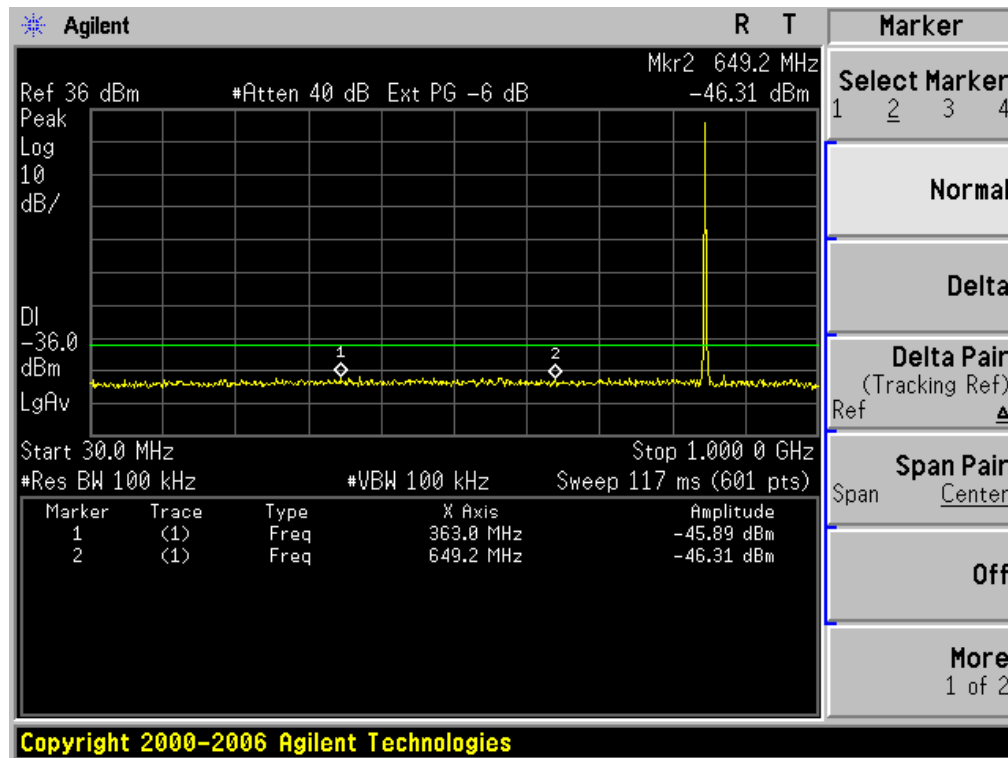 Agilent R T Marker
Mkr2 649.2 MHz
Ref 36 dBm #Atten 40 dB Ext PG -6 dB -46.31 dBm
Peak
Log
10
dB/
DI
-36.0
dBm
LgAv
1
2
Start 30.0 MHz Stop 1.000 0 GHz
#Res BW 100 kHz #VBW 100 kHz Sweep 117 ms (601 pts)
Marker Trace Type X Axis Amplitude
1 (1) Freq 363.0 MHz -45.89 dBm
2 (1) Freq 649.2 MHz -46.31 dBm
Select Marker
1 2 3 4
Normal
Delta
Delta Pair
(Tracking Ref)
Ref Δ
Span Pair
Span Center
Off
More
1 of 2
Copyright 2000-2006 Agilent Technologies